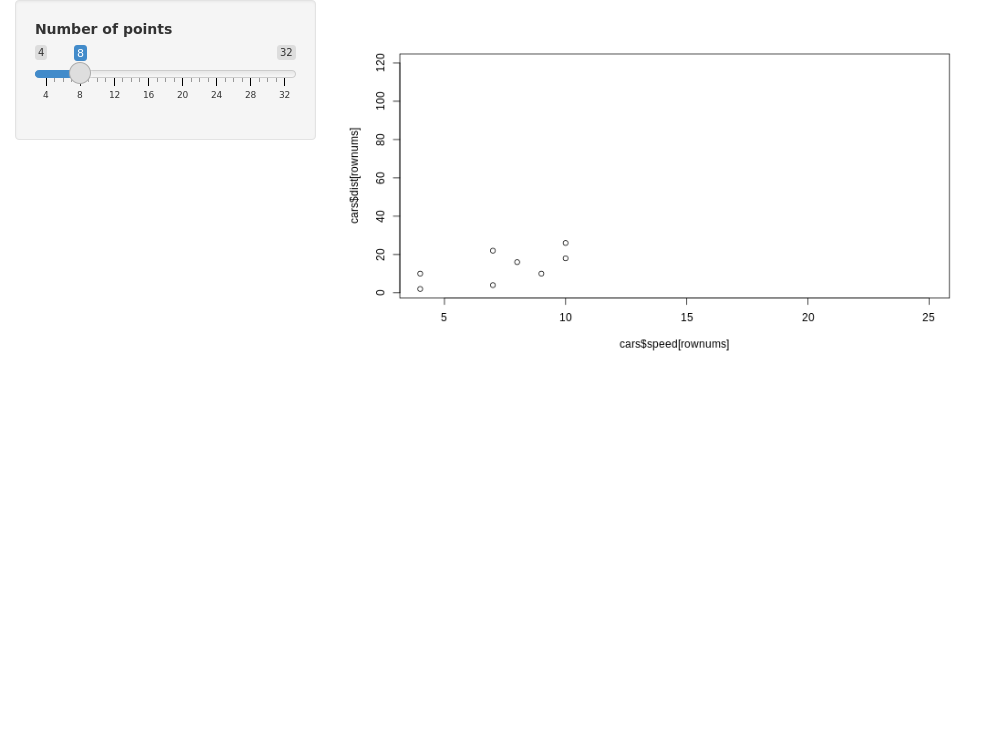 Number of points
4 8 32
4 8 12 16 20 24 28 32
120
100
80
60
40
20
0
cars$dist[rownums]
5 10 15 20 25
cars$speed[rownums]